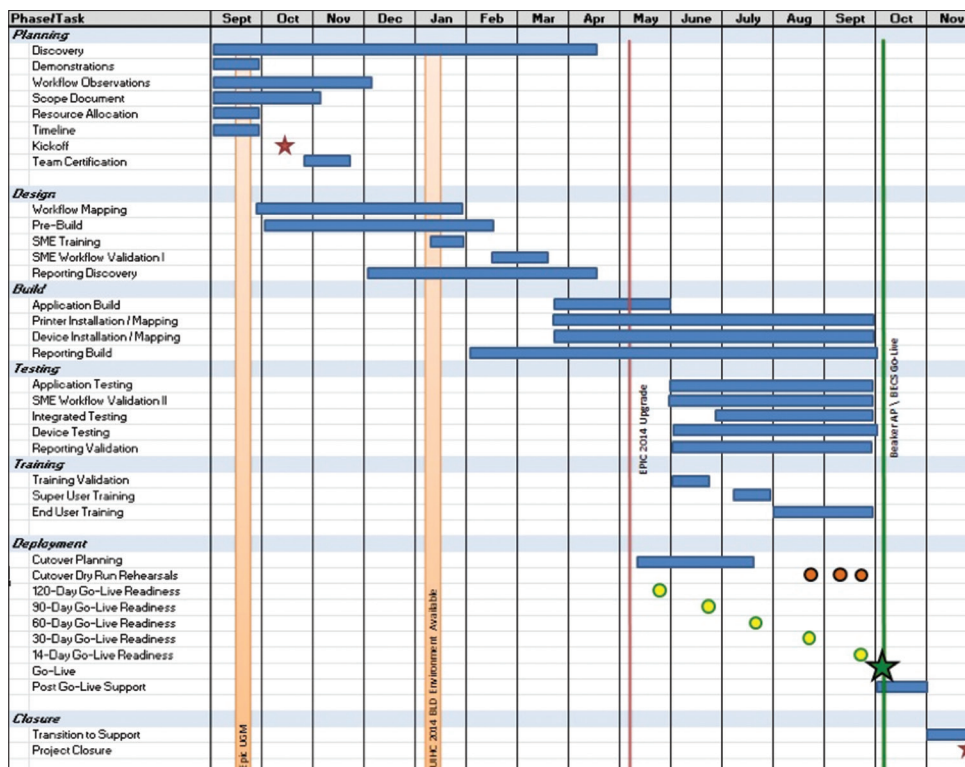 Phase/Task Sept Oct Nov Dec Jan Feb Mar Apr May June July Aug Sept Oct Nov
Planning
Discovery
Demonstrations
Workflow Observations
Scope Document
Resource Allocation
Timeline
Kickoff
Team Certification
Design
Workflow Mapping
Pre-Build
SME Training
SME Workflow Validation I
Reporting Discovery
Build
Application Build
Printer Installation / Mapping
Device Installation / Mapping
Reporting Build
Testing
Application Testing
SME Workflow Validation II
Integrated Testing
Device Testing
Reporting Validation
Training
Training Validation
Super User Training
End User Training
Deployment
Cutover Planning
Cutover Dry Run Rehearsals
120-Day Go-Live Readiness
90-Day Go-Live Readiness
60-Day Go-Live Readiness
30-Day Go-Live Readiness
14-Day Go-Live Readiness
Go-Live
Post Go-Live Support
Closure
Transition to Support
Project Closure
Epic UGM
UIHC 2014 BLD Environment Available
EPIC 2014 Upgrade
Beaker AP \ BECS Go-Live